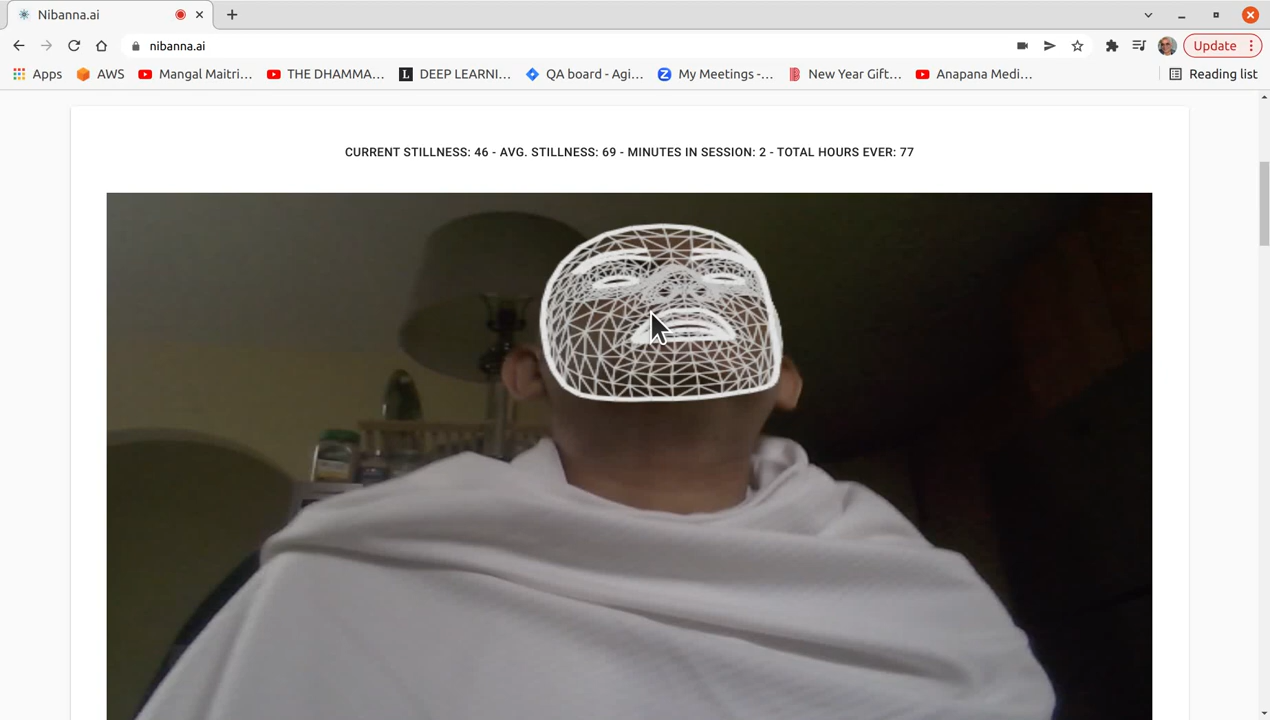 Nibanna.ai
nibanna.ai
Update
Apps AWS Mangal Maitri... THE DHAMMA... L DEEP LEARNI... QA board - Agi... Z My Meetings -... B New Year Gift... Anapana Medi... Reading list
CURRENT STILLNESS: 46 - AVG. STILLNESS: 69 - MINUTES IN SESSION: 2 - TOTAL HOURS EVER: 77